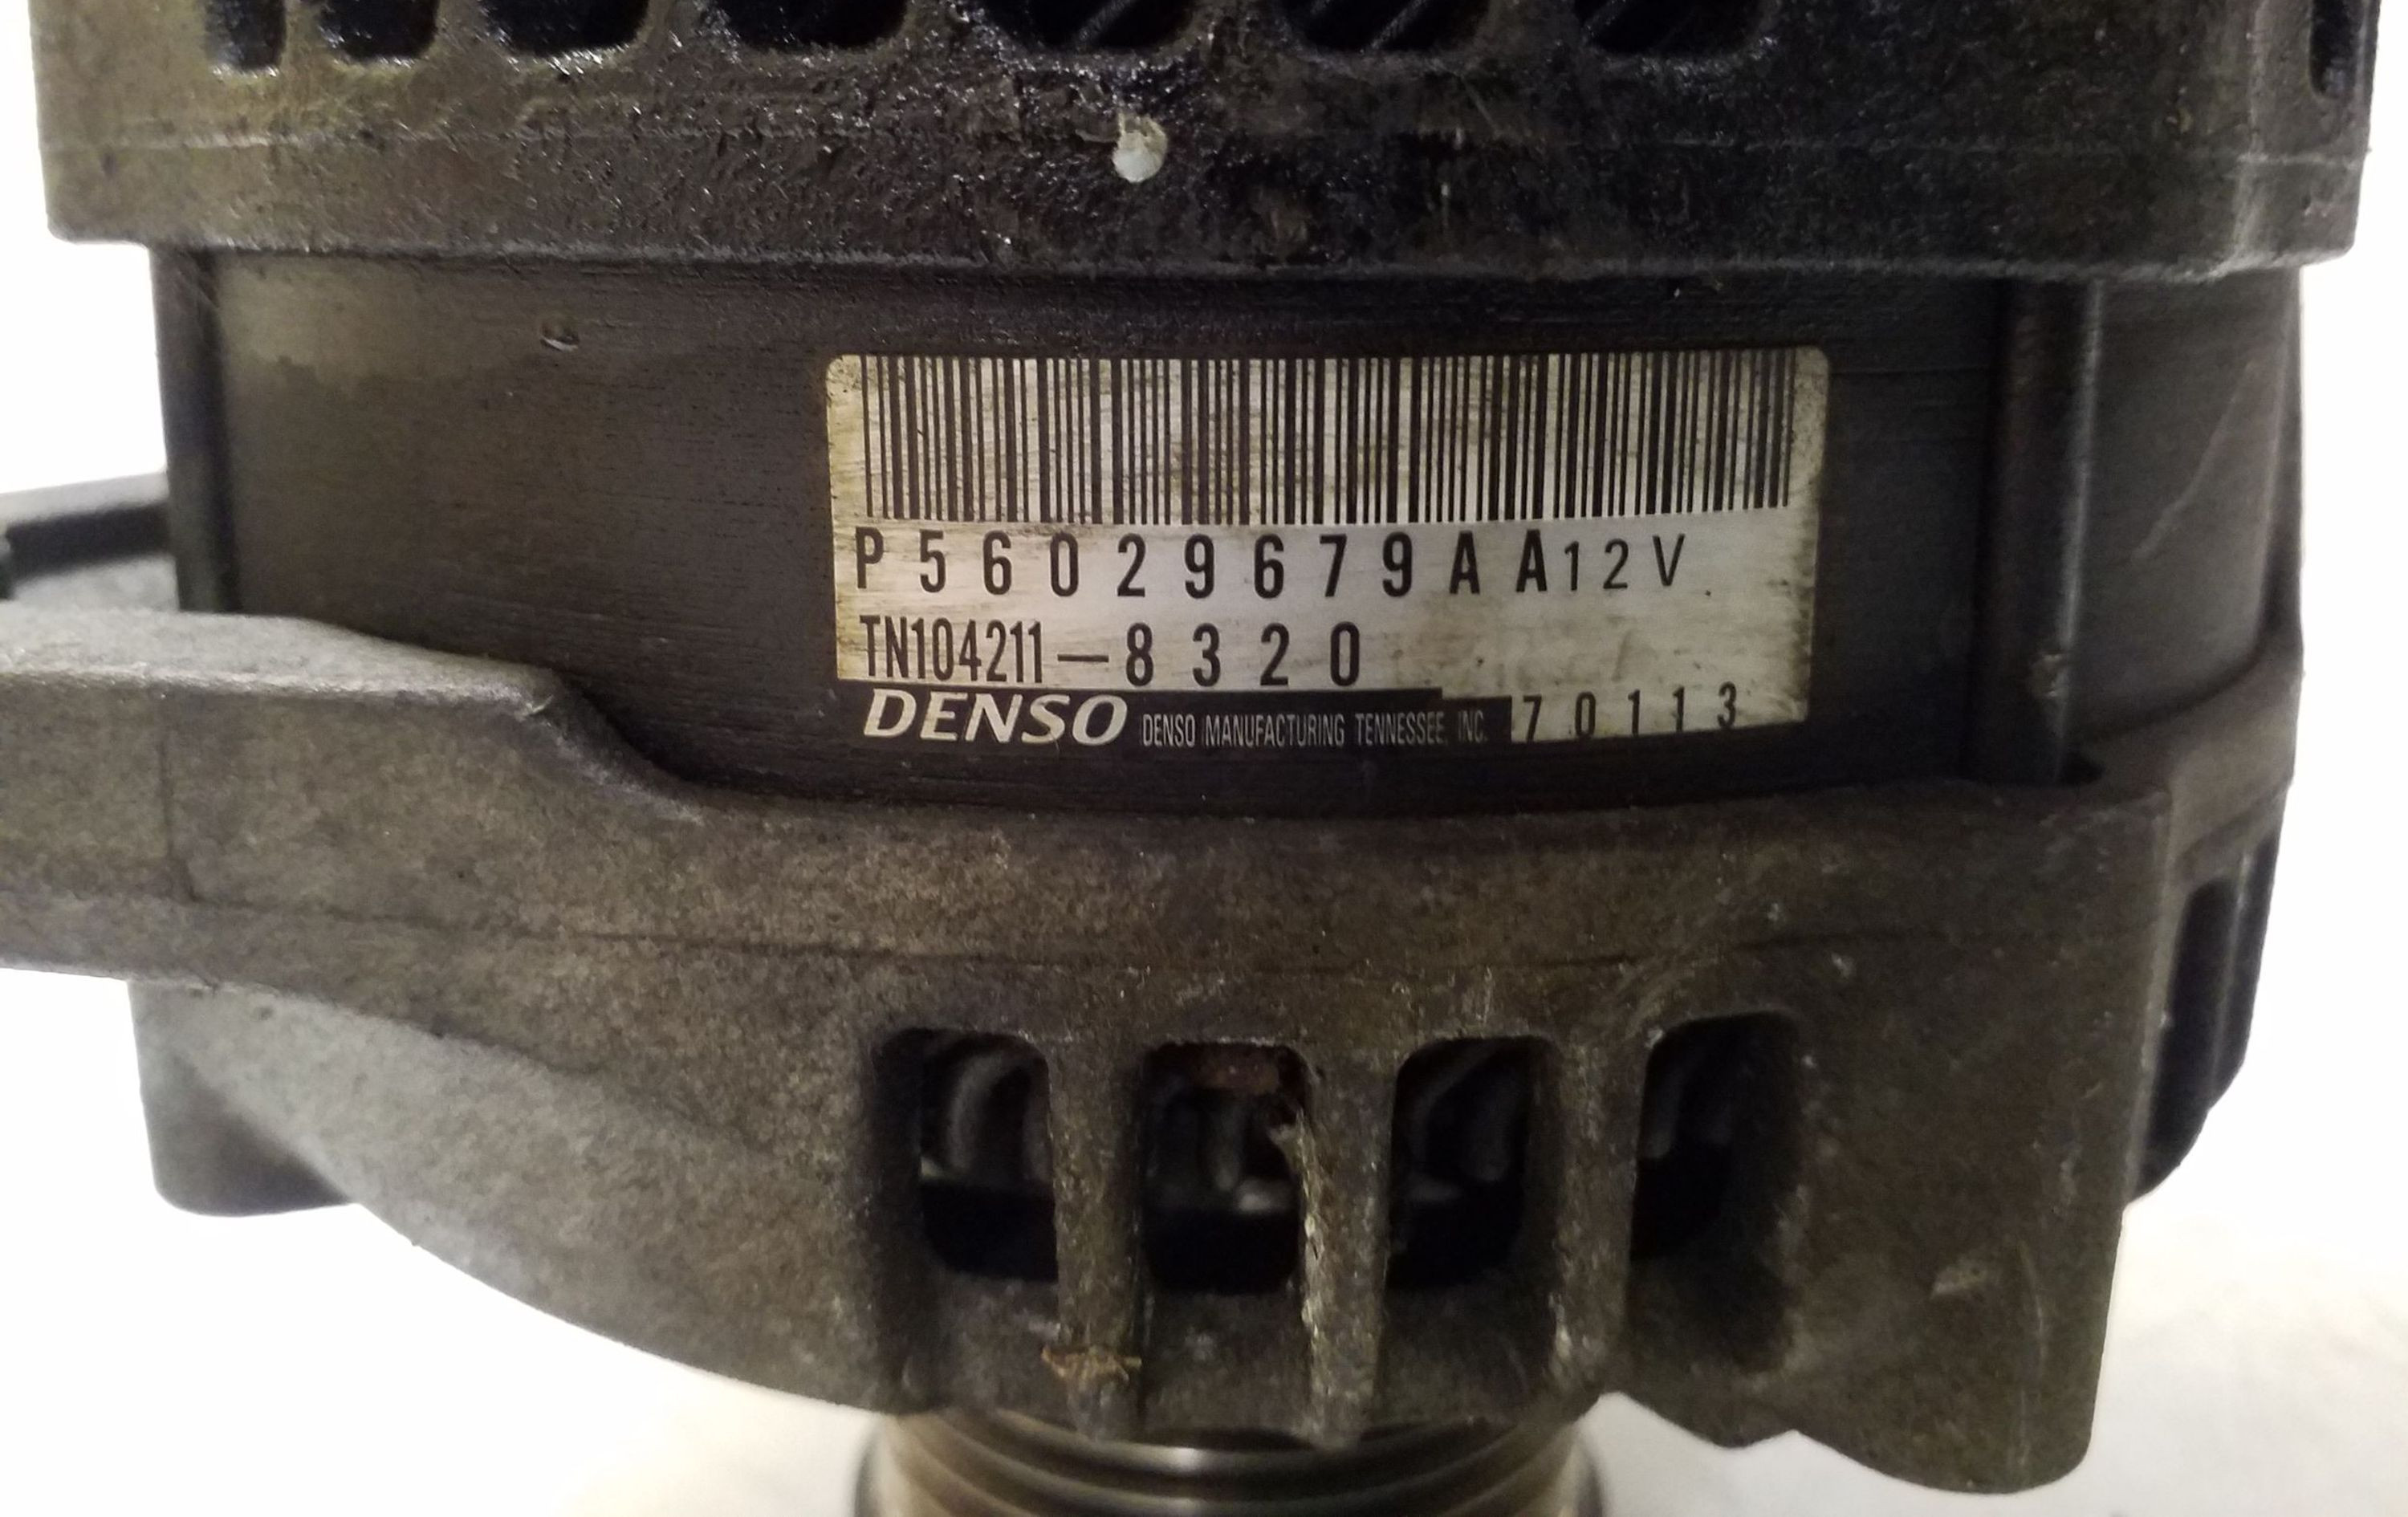 P56029679AA12V
TN104211—8320
DENSO DENSO MANUFACTURING TENNESSEE, INC. 70113